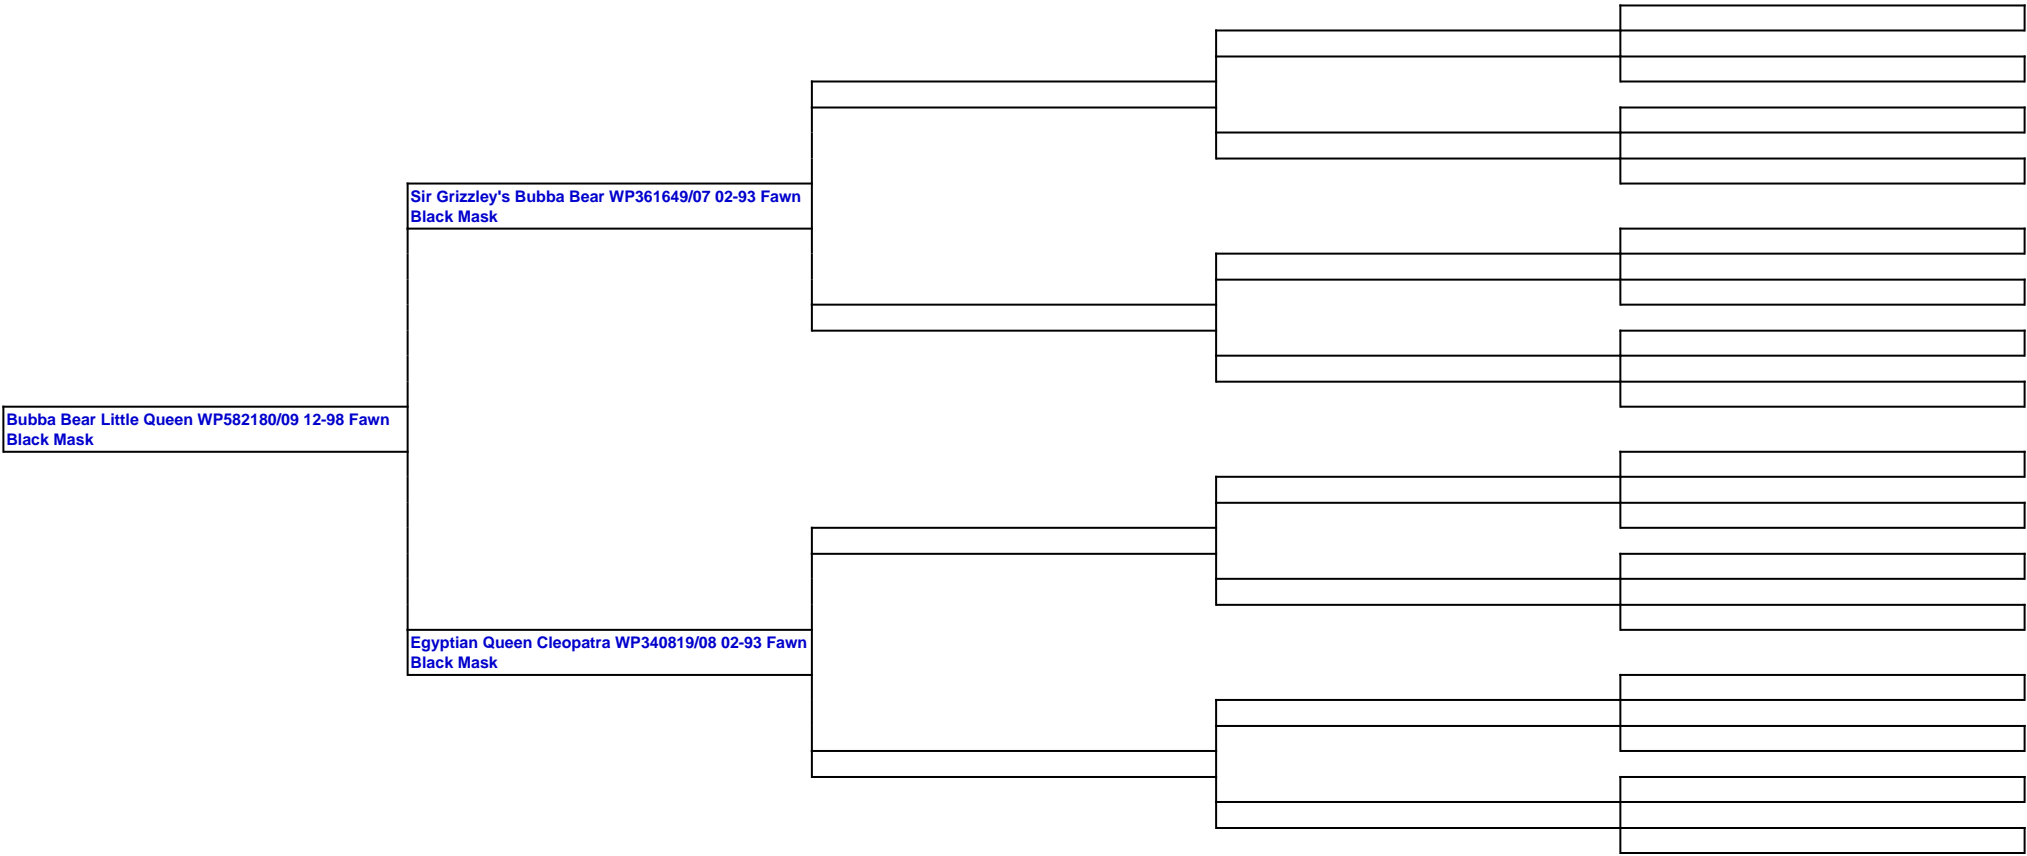 Sir Grizzley's Bubba Bear WP361649/07 02-93 Fawn
Black Mask
Bubba Bear Little Queen WP582180/09 12-98 Fawn
Black Mask
Egyptian Queen Cleopatra WP340819/08 02-93 Fawn
Black Mask